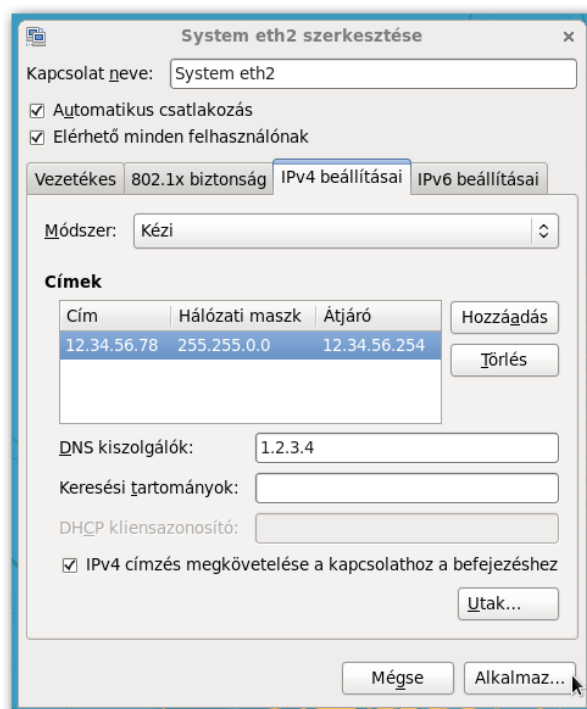 System eth2 szerkesztése
Kapcsolat neve: System eth2
Automatikus csatlakozás
Elérhető minden felhasználónak
Vezetékes 802.1x biztonság IPv4 beállításai IPv6 beállításai
Módszer: Kézi
Címek
Cím Hálózati maszk Átjáró Hozzáadás
12.34.56.78 255.255.0.0 12.34.56.254
Törlés
DNS kiszolgálók: 1.2.3.4
Keresési tartományok:
DHCP kliensazonosító:
IPv4 címzés megkövetelése a kapcsolathoz a befejezéshez
Utak...
Mégse Alkalmaz...